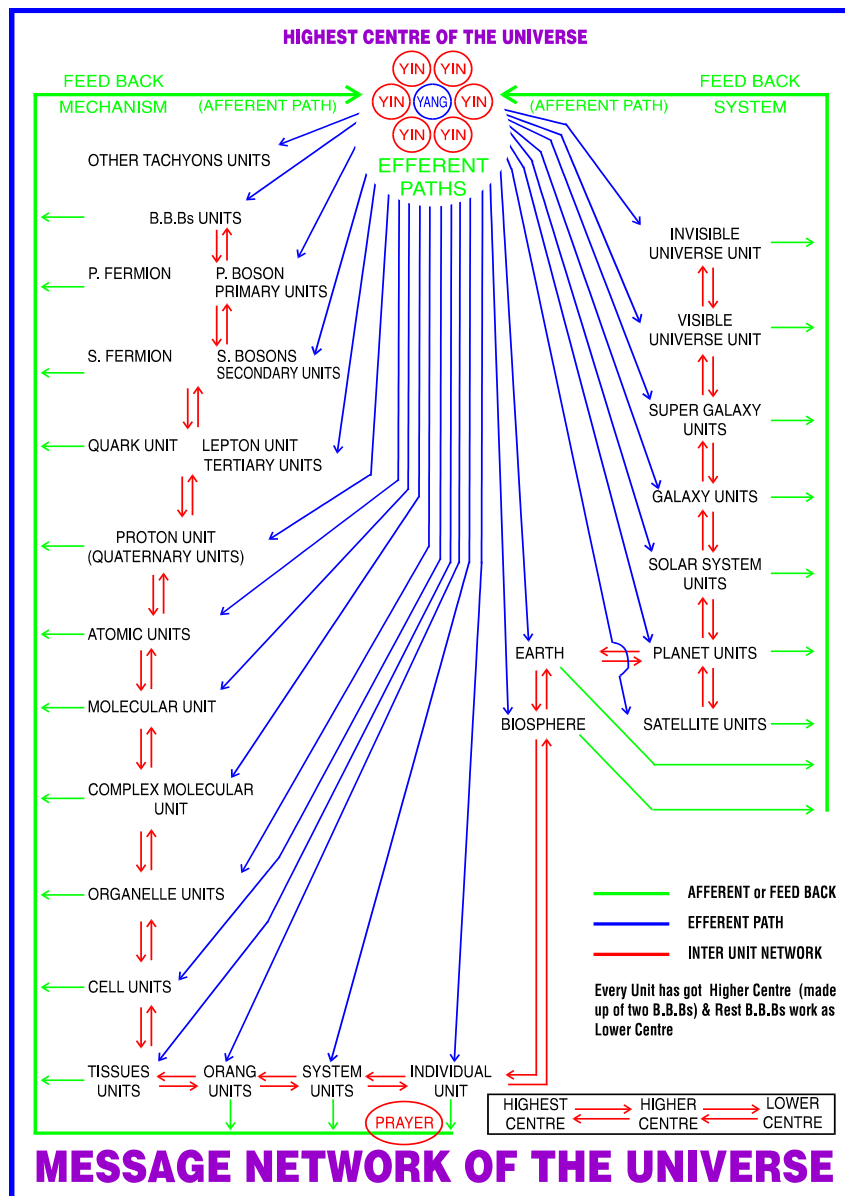 HIGHEST CENTRE OF THE UNIVERSE
FEED BACK
MECHANISM
(AFFERENT PATH)
YIN
YIN
YIN
YANG
YIN
YIN
YIN
(AFFERENT PATH)
FEED BACK
SYSTEM
EFFERENT
PATHS
OTHER TACHYONS UNITS
B.B.Bs UNITS
P. FERMION
P. BOSON
PRIMARY UNITS
S. FERMION
S. BOSONS
SECONDARY UNITS
QUARK UNIT
LEPTON UNIT
TERTIARY UNITS
PROTON UNIT
(QUATERNARY UNITS)
ATOMIC UNITS
MOLECULAR UNIT
COMPLEX MOLECULAR
UNIT
ORGANELLE UNITS
CELL UNITS
TISSUES
UNITS
ORANG
UNITS
SYSTEM
UNITS
INDIVIDUAL
UNIT
PRAYER
EARTH
BIOSPHERE
INVISIBLE
UNIVERSE UNIT
VISIBLE
UNIVERSE UNIT
SUPER GALAXY
UNITS
GALAXY UNITS
SOLAR SYSTEM
UNITS
PLANET UNITS
SATELLITE UNITS
AFFERENT or FEED BACK
EFFERENT PATH
INTER UNIT NETWORK
Every Unit has got Higher Centre (made
up of two B.B.Bs) & Rest B.B.Bs work as
Lower Centre
HIGHEST
CENTRE
HIGHER
CENTRE
LOWER
CENTRE
MESSAGE NETWORK OF THE UNIVERSE